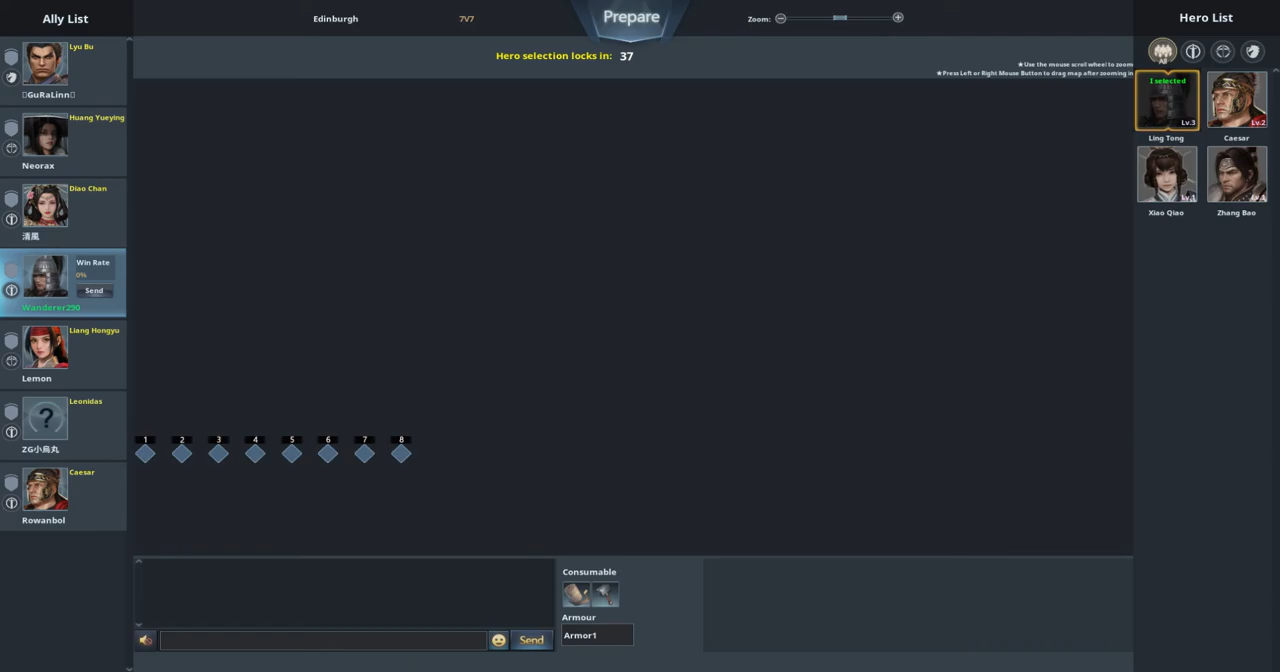 Ally List
Edinburgh
7V7
Prepare
Zoom:
Hero List
Hero selection locks in: 37
★Use the mouse scroll wheel to zoom
★Press Left or Right Mouse Button to drag map after zooming in
Lyu Bu
▯GuRaLinn▯
Huang Yueying
Neorax
Diao Chan
清風
Win Rate
0%
Send
Wanderer290
Liang Hongyu
Lemon
Leonidas
?
ZG小鳥丸
Caesar
Rowanbol
All
1 selected
Lv.3
Ling Tong
Lv.2
Caesar
Lv.1
Xiao Qiao
Zhang Bao
1 2 3 4 5 6 7 8
Consumable
Armour
Armor1
Send